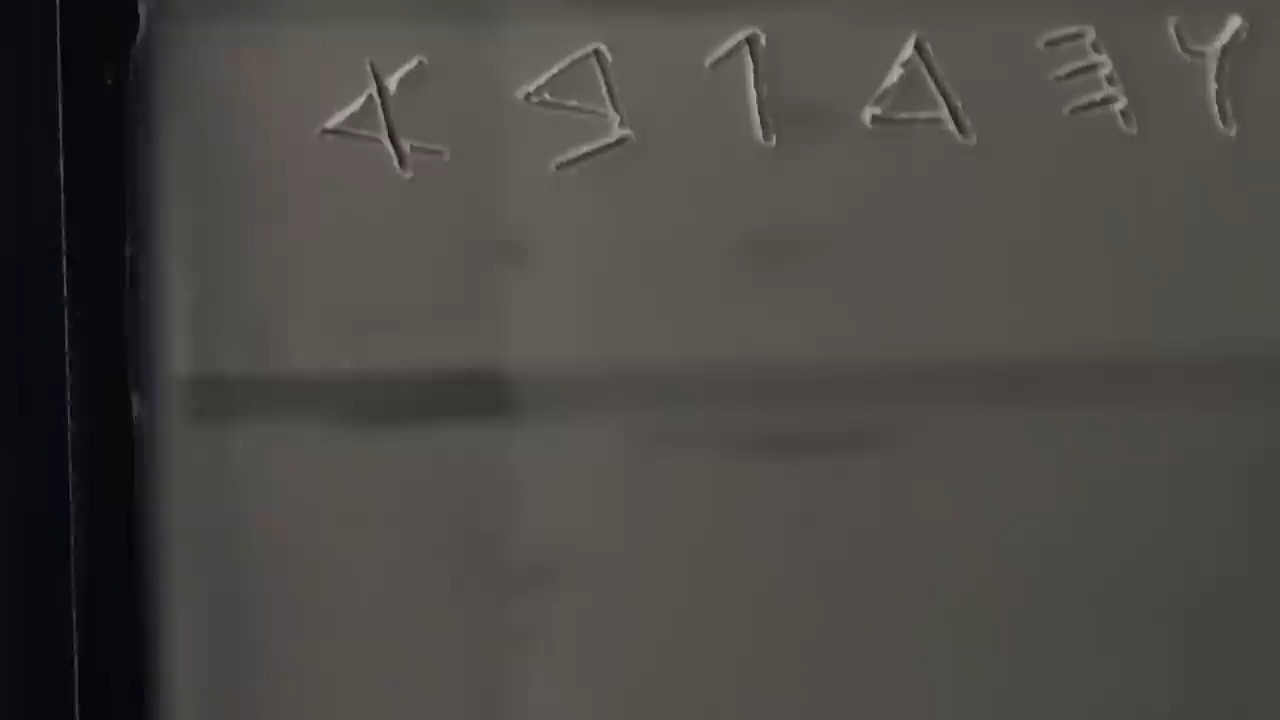 𐤀 𐤁 𐤂 𐤃 𐤄 𐤅